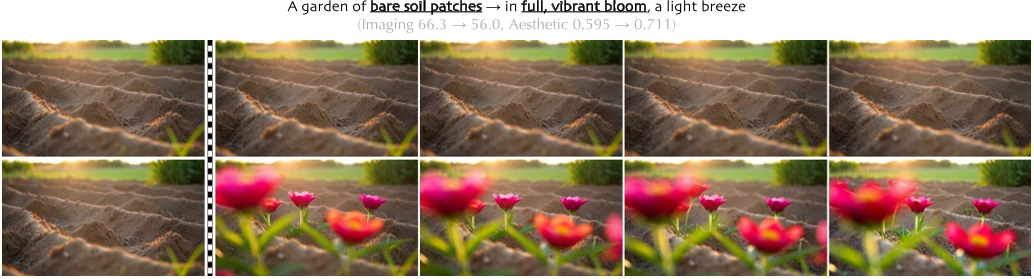 A garden of bare soil patches → in full, vibrant bloom, a light breeze
(Imaging 66.3 → 56.0, Aesthetic 0.595 → 0.711)